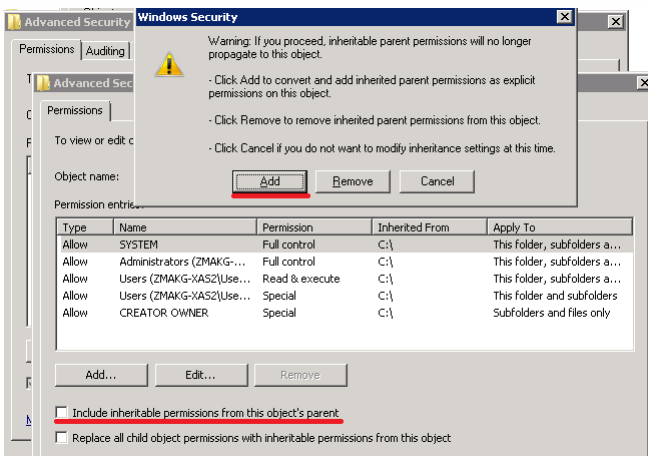 Advanced Security
Windows Security
Permissions
Auditing
Warning: If you proceed, inheritable parent permissions will no longer
propagate to this object.
- Click Add to convert and add inherited parent permissions as explicit
permissions on this object.
- Click Remove to remove inherited parent permissions from this object.
- Click Cancel if you do not want to modify inheritance settings at this time.
Add
Remove
Cancel
Advanced Sec
Permissions
To view or edit
Object name:
Permission entries:
Type Name Permission Inherited From Apply To
Allow SYSTEM Full control C:\ This folder, subfolders a...
Allow Administrators (ZMAKG-... Full control C:\ This folder, subfolders a...
Allow Users (ZMAKG-XAS2\Use... Read & execute C:\ This folder, subfolders a...
Allow Users (ZMAKG-XAS2\Use... Special C:\ This folder and subfolders
Allow CREATOR OWNER Special C:\ Subfolders and files only
Add...
Edit...
Remove
Include inheritable permissions from this object's parent
Replace all child object permissions with inheritable permissions from this object